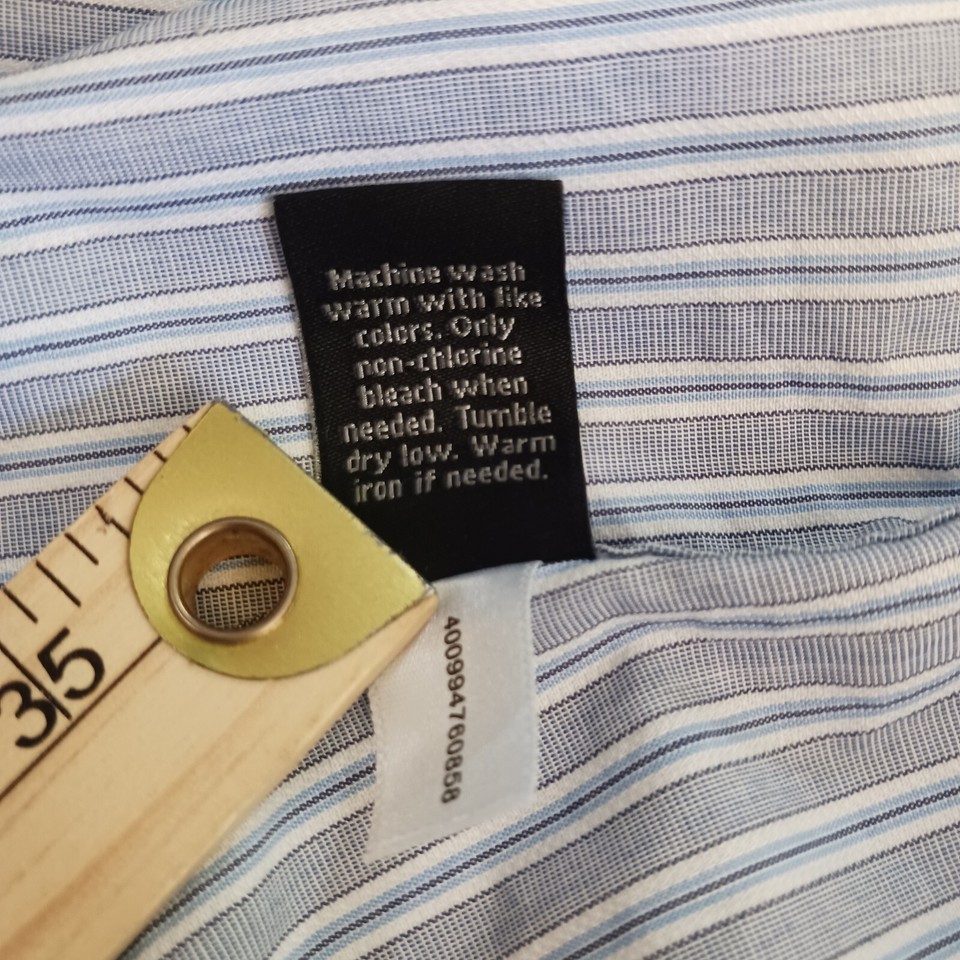 Machine Wash
warm with like
colors. Only
non-chlorine
bleach when
needed. Tumble
dry low. Warm
iron if needed.
400994760858
35